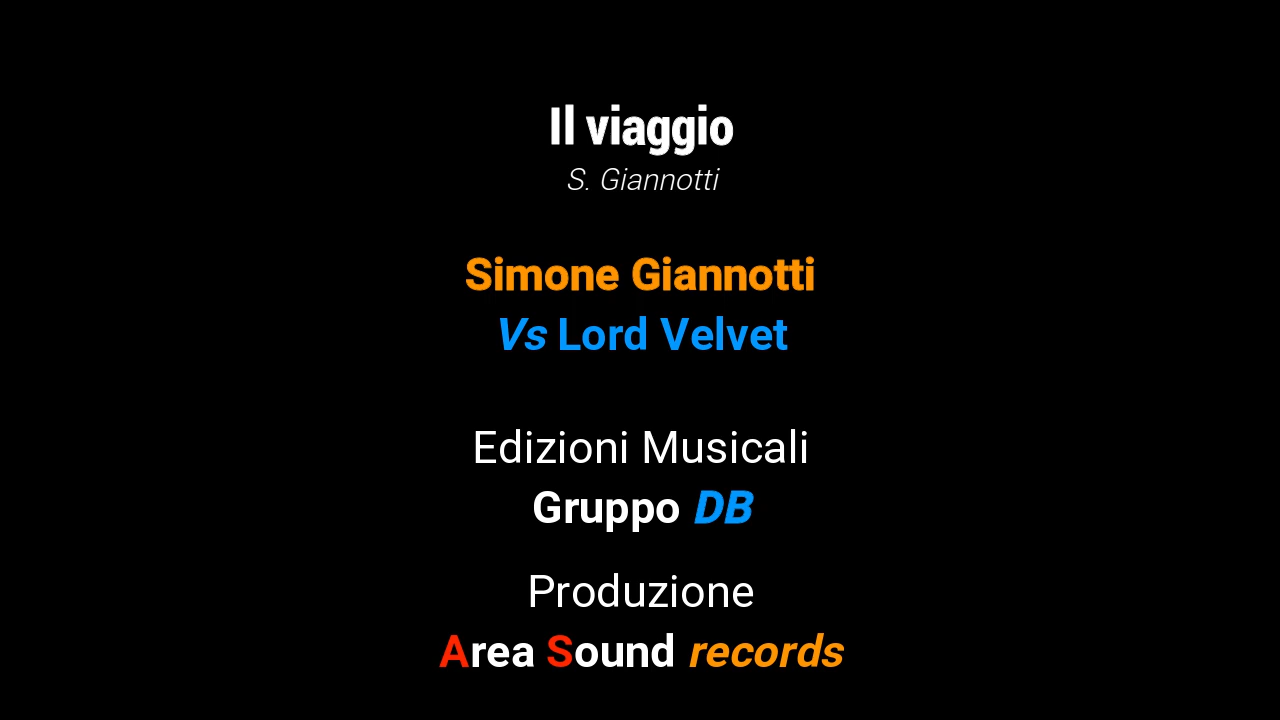 Il viaggio
S. Giannotti
Simone Giannotti
Vs Lord Velvet
Edizioni Musicali
Gruppo DB
Produzione
Area Sound records